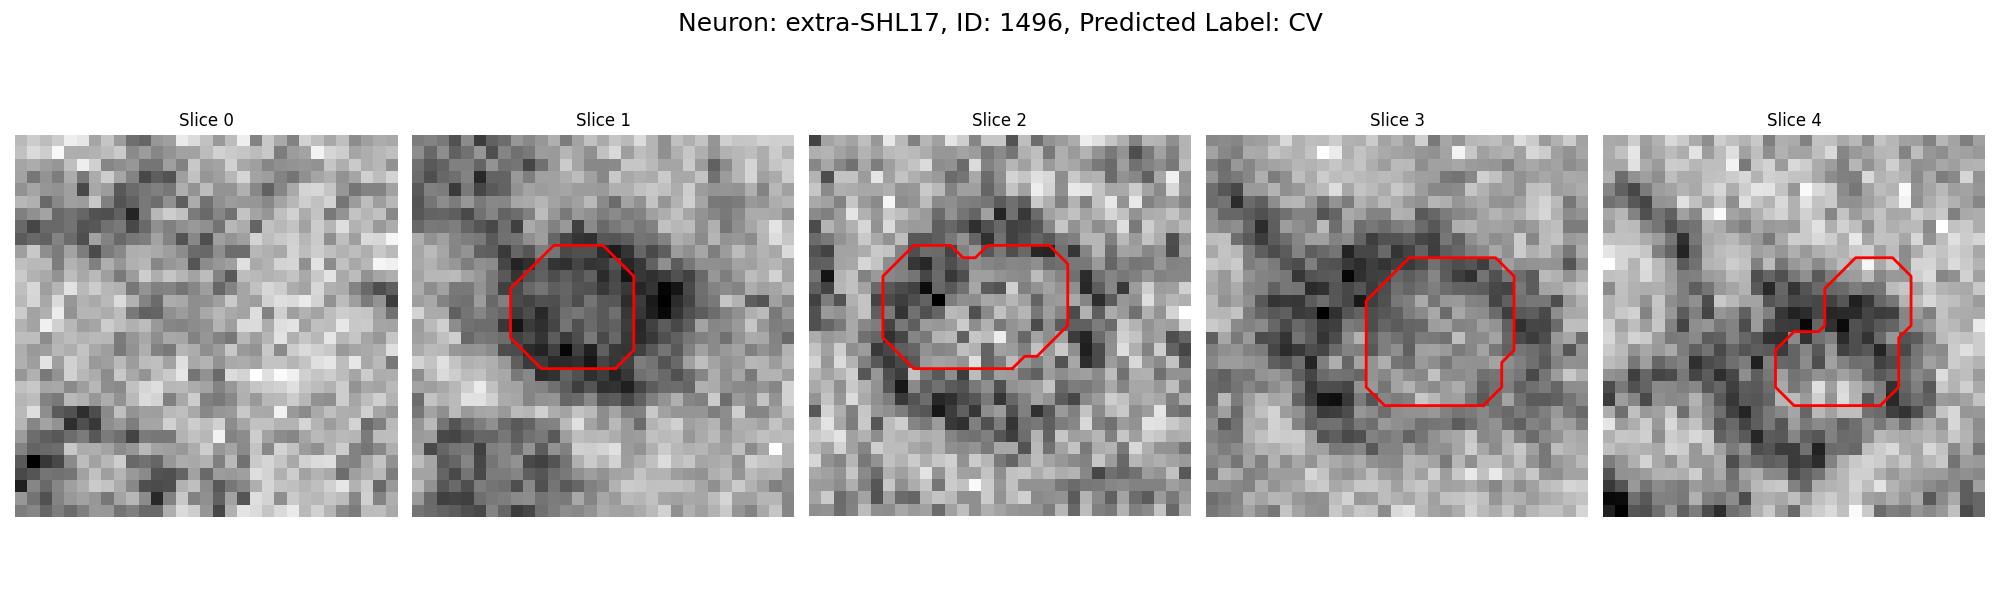 Neuron: extra-SHL17, ID: 1496, Predicted Label: CV
Slice 0
Slice 1
Slice 2
Slice 3
Slice 4